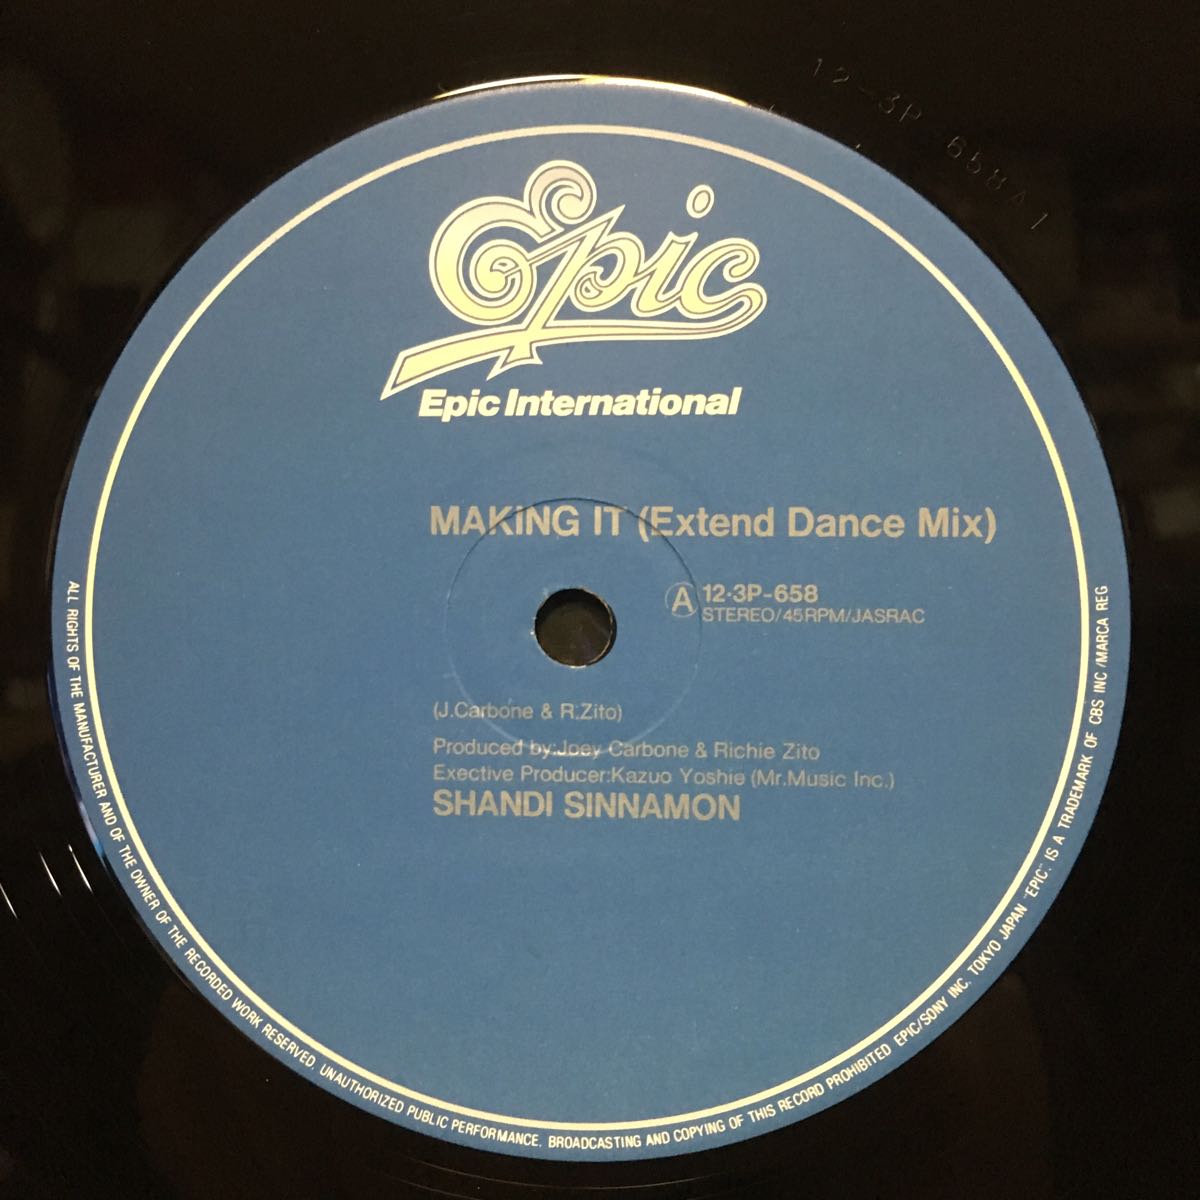 12-3P 658A1
Epic
Epic International
MAKING IT (Extend Dance Mix)
A 12・3P-658
STEREO/45RPM/JASRAC
(J.Carbone & R.Zito)
Produced by:Joey Carbone & Richie Zito
Exective Producer:Kazuo Yoshie (Mr.Music Inc.)
SHANDI SINNAMON
ALL RIGHTS OF THE MANUFACTURER AND OF THE OWNER OF THE RECORDED WORK RESERVED. UNAUTHORIZED PUBLIC PERFORMANCE. BROADCASTING AND COPYING OF THIS RECORD PROHIBITED EPIC/SONY INC. TOKYO JAPAN "EPIC". IS A TRADEMARK OF CBS INC /MARCA REG